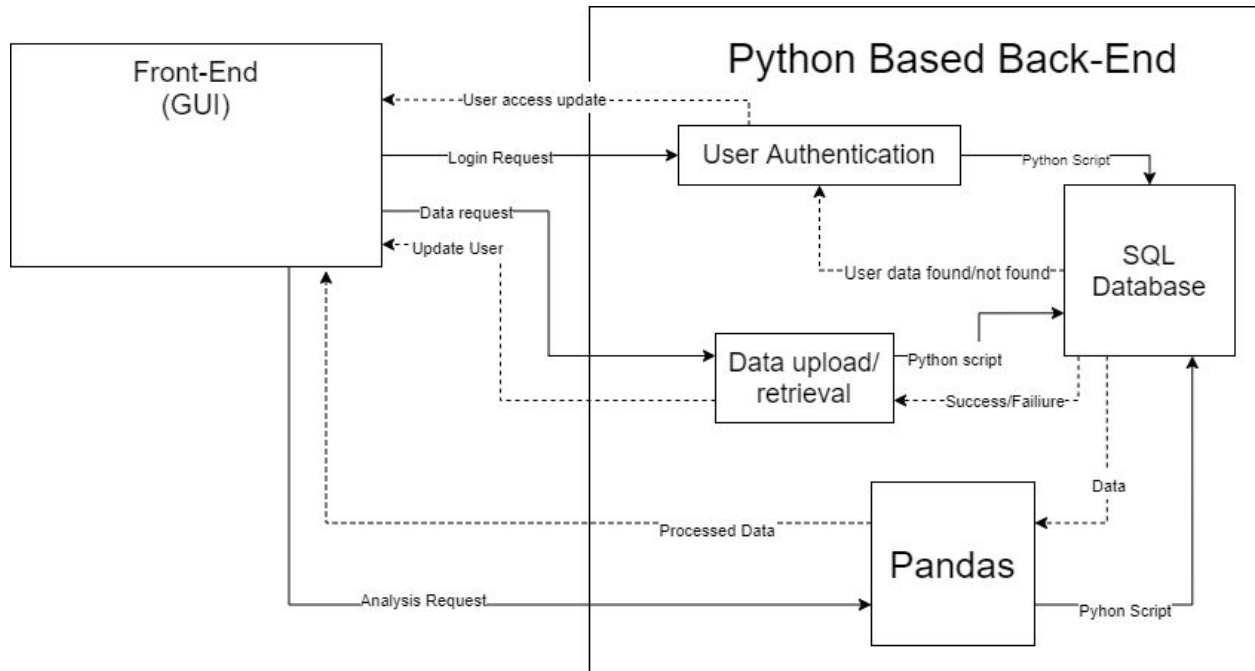 Front-End
(GUI)
Python Based Back-End
User access update
User Authentication
Login Request
Python Script
Data request
Update User
User data found/not found
SQL
Database
Data upload/
retrieval
Python script
Success/Failiure
Data
Processed Data
Pandas
Analysis Request
Pyhon Script